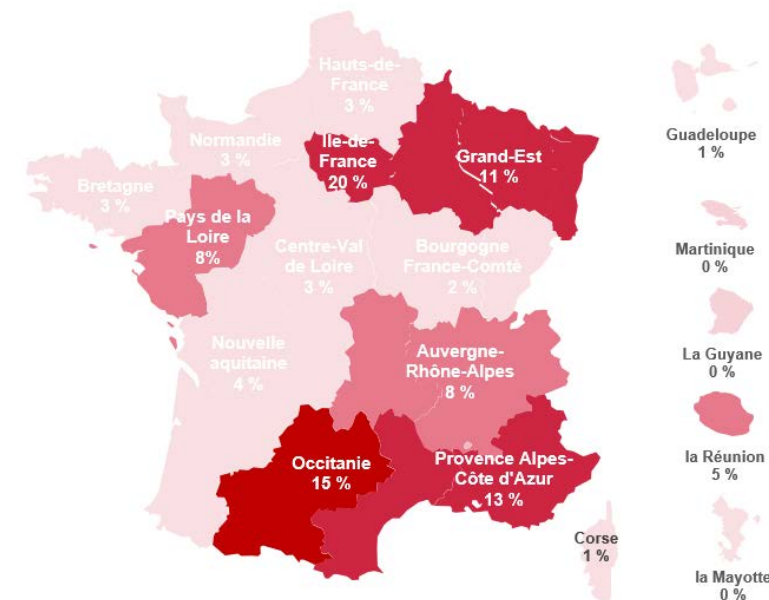 Hauts-de-
France
3 %
Normandie
3 %
Ile-de-
France
20 %
Grand-Est
11 %
Bretagne
3 %
Pays de la
Loire
8%
Centre-Val
de Loire
3 %
Bourgogne
France-Comté
2 %
Nouvelle
aquitaine
4 %
Auvergne-
Rhône-Alpes
8 %
Occitanie
15 %
Provence Alpes-
Côte d'Azur
13 %
Corse
1 %
Guadeloupe
1 %
Martinique
0 %
La Guyane
0 %
la Réunion
5 %
la Mayotte
0 %